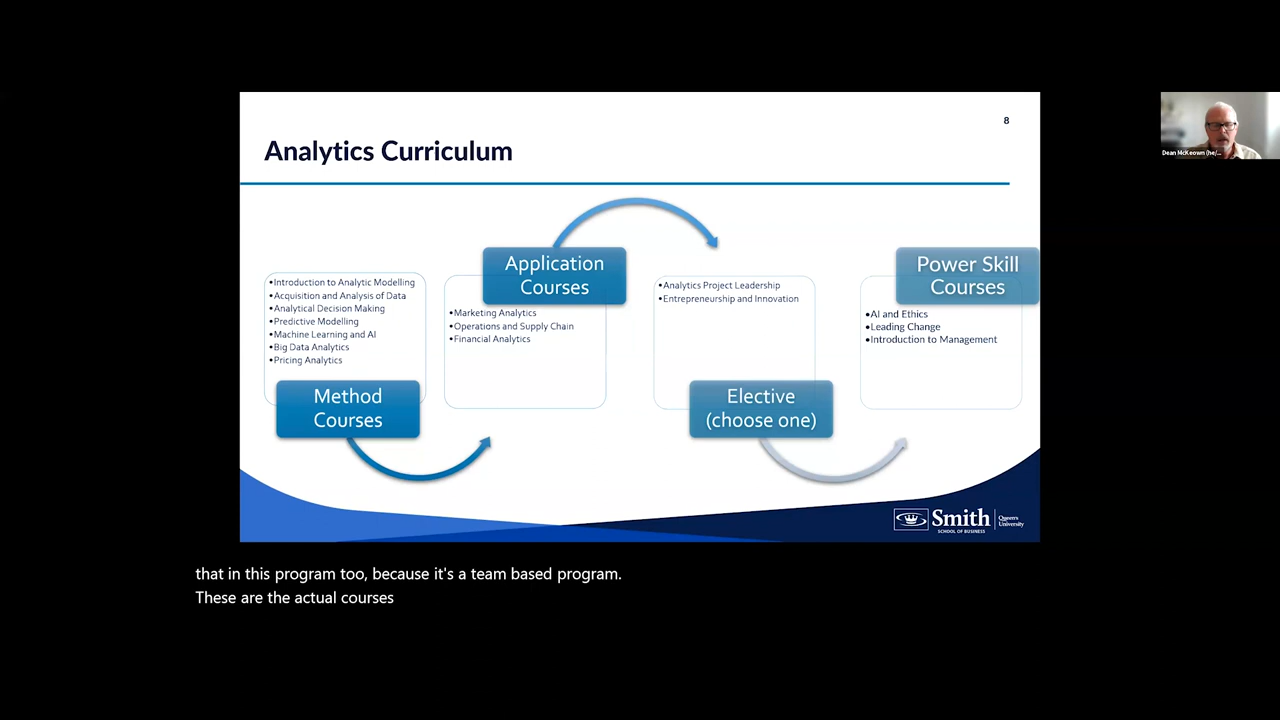 8
Analytics Curriculum
•Introduction to Analytic Modelling
•Acquisition and Analysis of Data
•Analytical Decision Making
•Predictive Modelling
•Machine Learning and AI
•Big Data Analytics
•Pricing Analytics
Method
Courses
Application
Courses
•Marketing Analytics
•Operations and Supply Chain
•Financial Analytics
•Analytics Project Leadership
•Entrepreneurship and Innovation
Elective
(choose one)
Power Skill
Courses
•AI and Ethics
•Leading Change
•Introduction to Management
Smith
SCHOOL OF BUSINESS
Queen's
University
Dean McKeown (he/...
that in this program too, because it's a team based program.
These are the actual courses